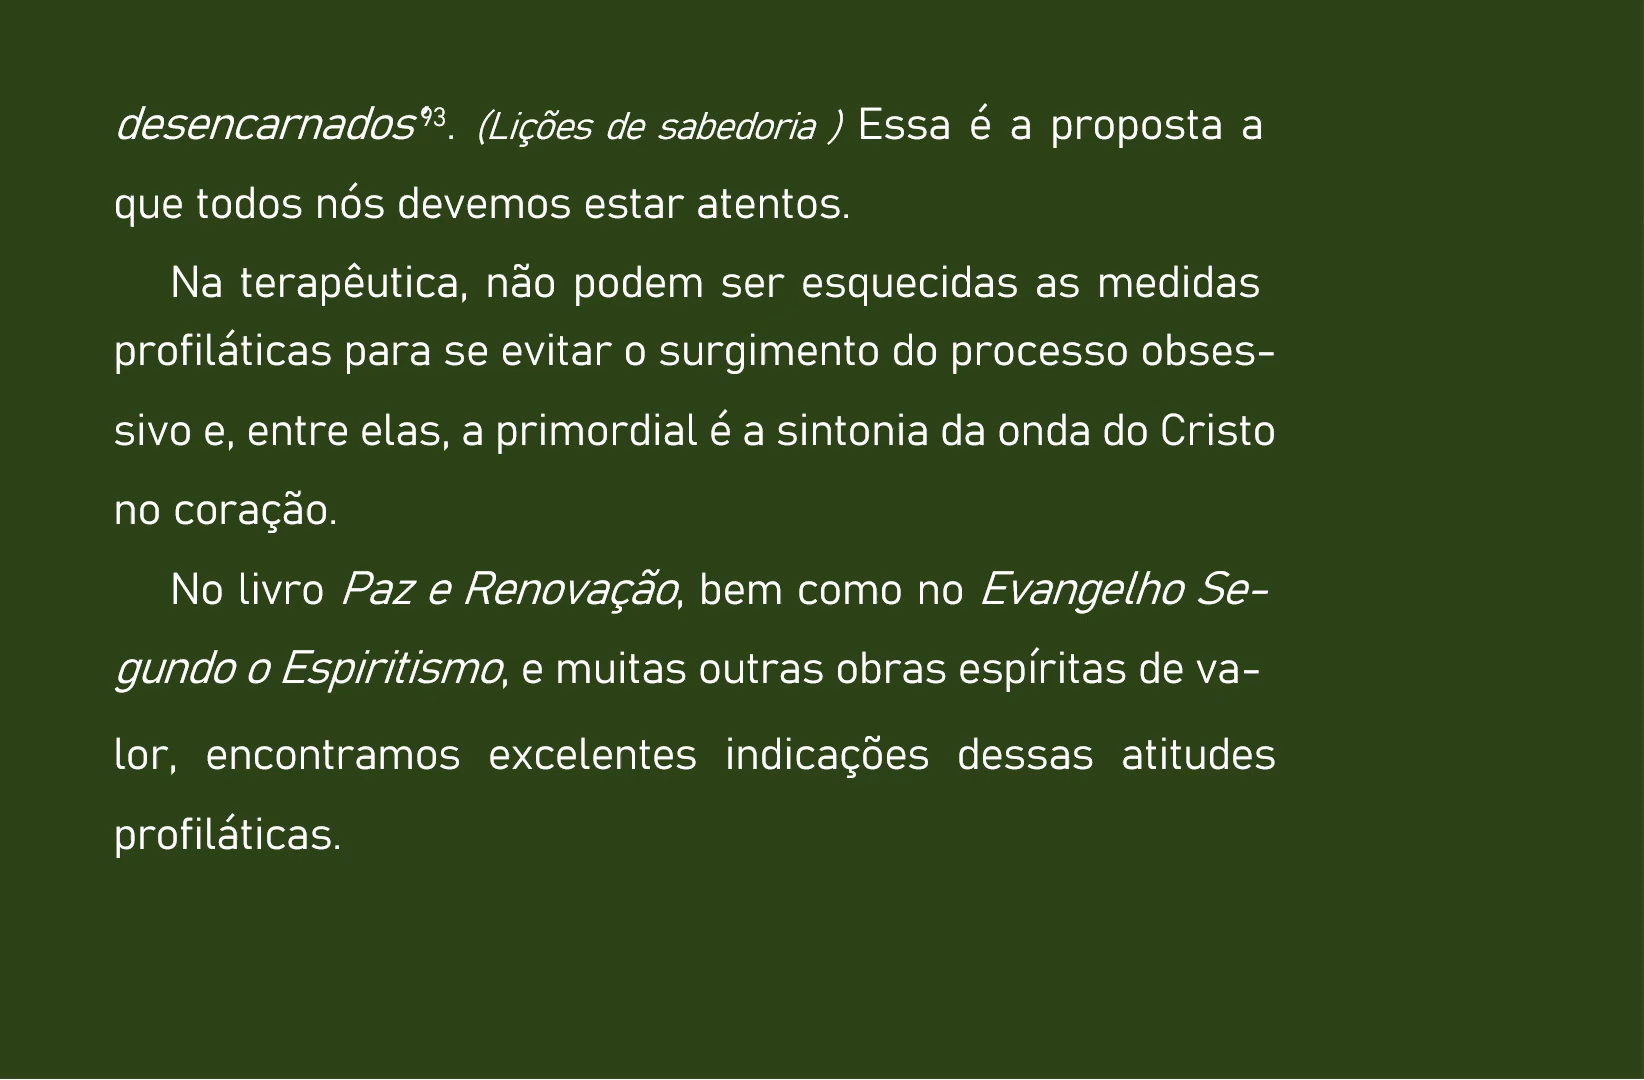 desencarnados”93. (Lições de sabedoria ) Essa é a proposta a
que todos nós devemos estar atentos.
Na terapêutica, não podem ser esquecidas as medidas
profiláticas para se evitar o surgimento do processo obses-
sivo e, entre elas, a primordial é a sintonia da onda do Cristo
no coração.
No livro Paz e Renovação, bem como no Evangelho Se-
gundo o Espiritismo, e muitas outras obras espíritas de va-
lor, encontramos excelentes indicações dessas atitudes
profiláticas.